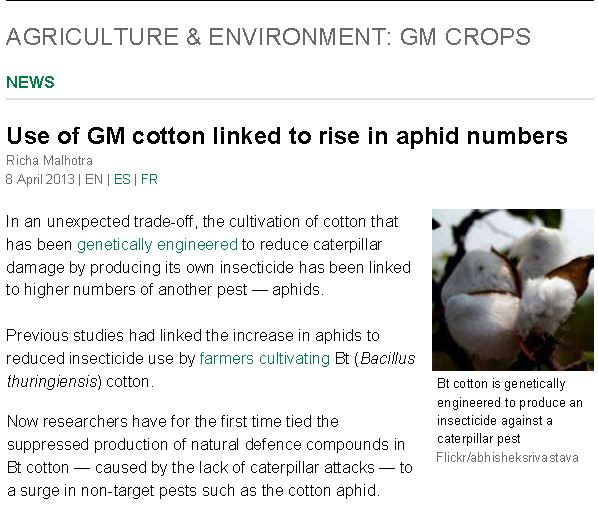 AGRICULTURE & ENVIRONMENT: GM CROPS
NEWS
Use of GM cotton linked to rise in aphid numbers
Richa Malhotra
8 April 2013 | EN | ES | FR
In an unexpected trade-off, the cultivation of cotton that
has been genetically engineered to reduce caterpillar
damage by producing its own insecticide has been linked
to higher numbers of another pest — aphids.
Previous studies had linked the increase in aphids to
reduced insecticide use by farmers cultivating Bt (Bacillus
thuringiensis) cotton.
Now researchers have for the first time tied the
suppressed production of natural defence compounds in
Bt cotton — caused by the lack of caterpillar attacks — to
a surge in non-target pests such as the cotton aphid.
Bt cotton is genetically
engineered to produce an
insecticide against a
caterpillar pest
Flickr/abhisheksrivastava